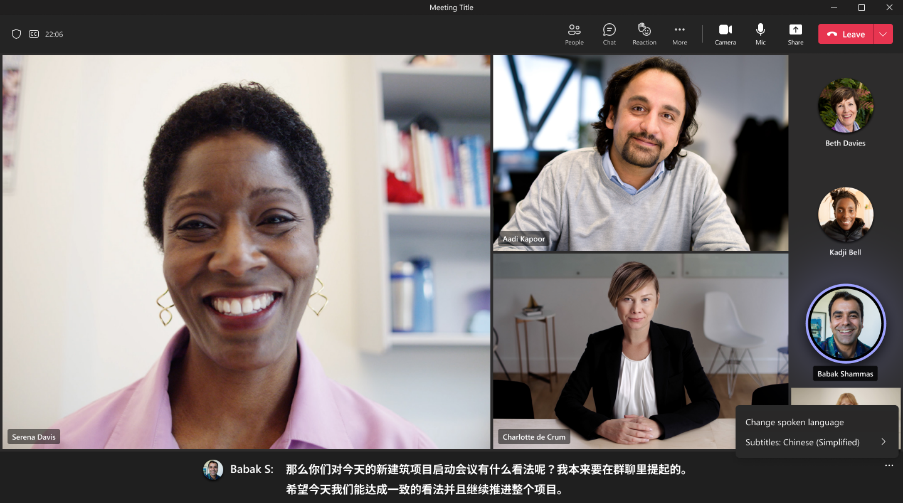 Meeting Title
22:06
People
Chat
Reaction
More
Camera
Mic
Share
Leave
Aadi Kapoor
Beth Davies
Kadji Bell
Babak Shammas
Serena Davis
Charlotte de Crum
Change spoken language
Subtitles: Chinese (Simplified)
Babak S: 那么你们对今天的新建筑项目启动会议有什么看法呢？我本来要在群聊里提起的。
希望今天我们能达成一致的看法并且继续推进整个项目。